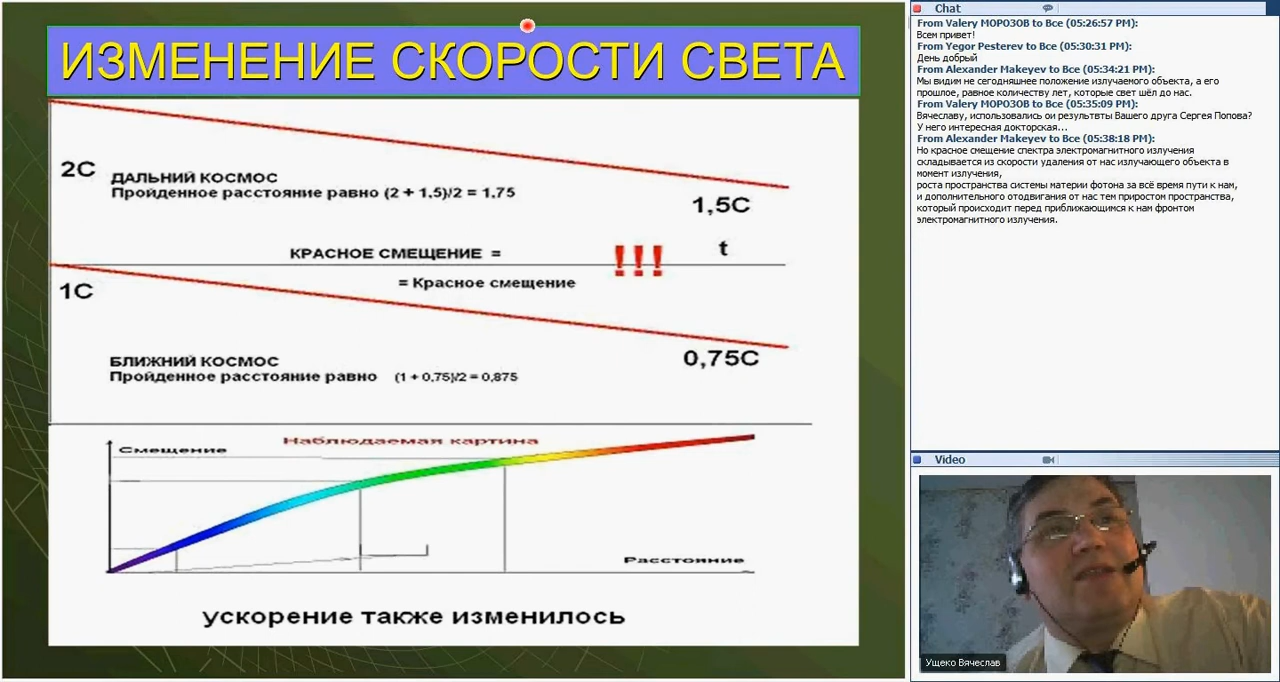 ИЗМЕНЕНИЕ СКОРОСТИ СВЕТА
2С
ДАЛЬНИЙ КОСМОС
Пройденное расстояние равно (2 + 1,5)/2 = 1,75
1,5С
КРАСНОЕ СМЕЩЕНИЕ =
!!!
t
= Красное смещение
1С
0,75С
БЛИЖНИЙ КОСМОС
Пройденное расстояние равно (1 + 0,75)/2 = 0,875
Наблюдаемая картина
Смещение
Расстояние
ускорение также изменилось
Chat
From Valery МОРОЗОВ to Все (05:26:57 PM):
Всем привет!
From Yegor Pesterev to Все (05:30:31 PM):
День добрый
From Alexander Makeyev to Все (05:34:21 PM):
Мы видим не сегодняшнее положение излучаемого объекта, а его
прошлое, равное количеству лет, которые свет шёл до нас.
From Valery МОРОЗОВ to Все (05:35:09 PM):
Вячеславу, использовались ои результвты Вашего друга Сергея Попова?
У него интересная докторская...
From Alexander Makeyev to Все (05:38:18 PM):
Но красное смещение спектра электромагнитного излучения
складывается из скорости удаления от нас излучающего объекта в
момент излучения,
роста пространства системы материи фотона за всё время пути к нам,
и дополнительного отодвигания от нас тем приростом пространства,
который происходит перед приближающимся к нам фронтом
электромагнитного излучения.
Video
Ущеко Вячеслав